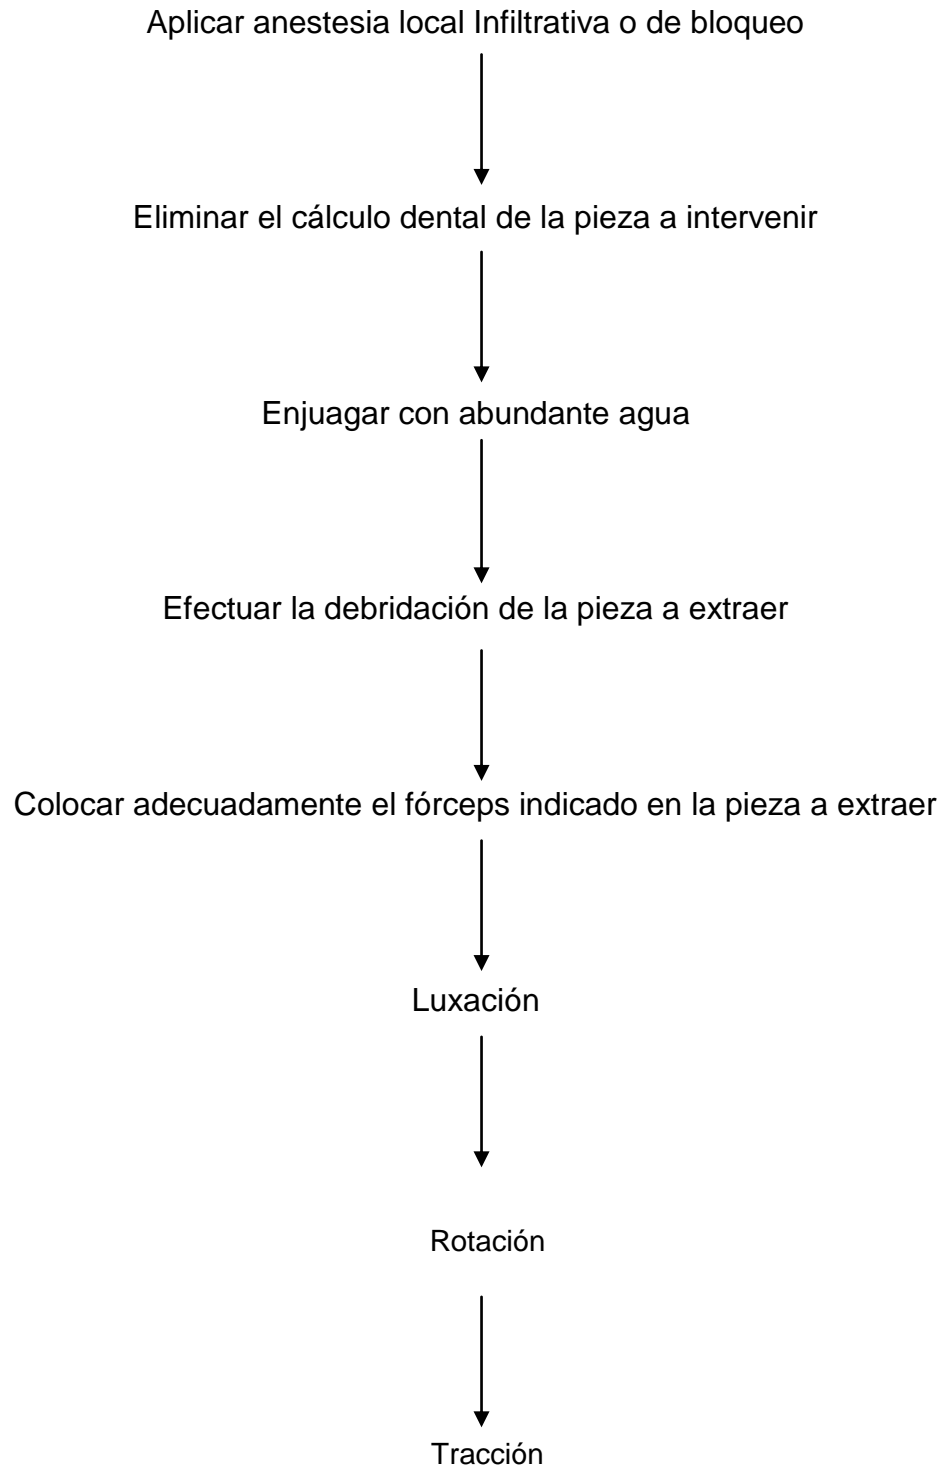 Aplicar anestesia local Infiltrativa o de bloqueo
Eliminar el cálculo dental de la pieza a intervenir
Enjuagar con abundante agua
Efectuar la debridación de la pieza a extraer
Colocar adecuadamente el fórceps indicado en la pieza a extraer
Luxación
Rotación
Tracción